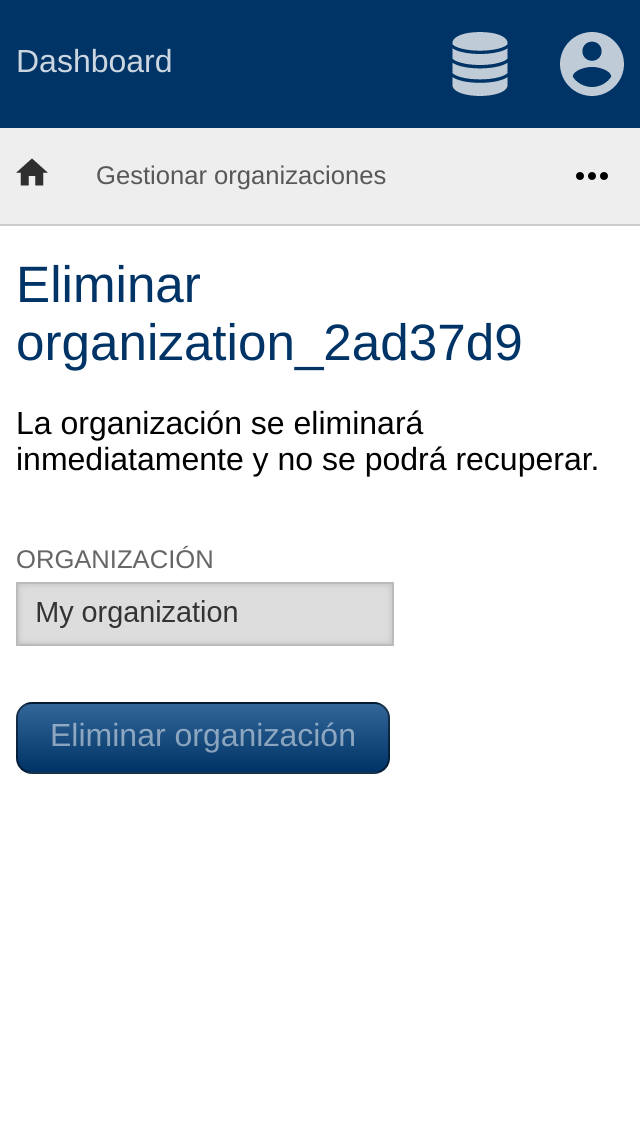 Dashboard
Gestionar organizaciones
Eliminar
organization_2ad37d9
La organización se eliminará
inmediatamente y no se podrá recuperar.
ORGANIZACIÓN
My organization
Eliminar organización